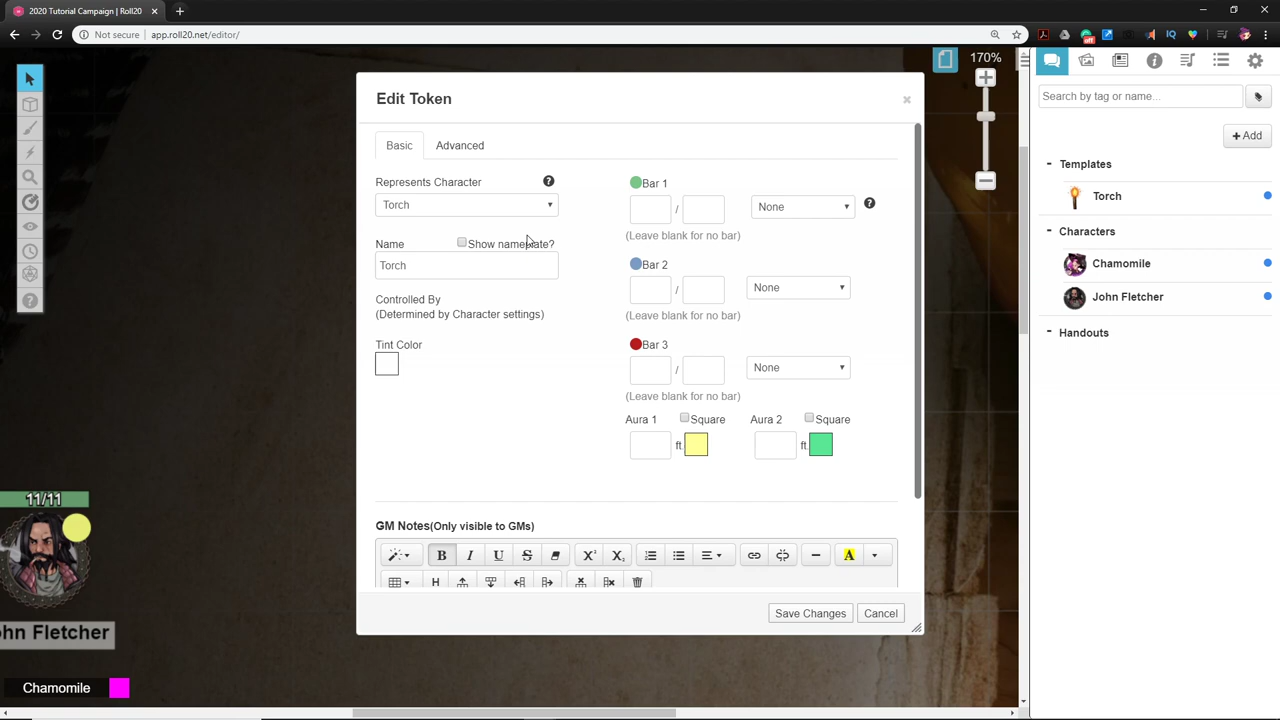 2020 Tutorial Campaign | Roll20
Not secure | app.roll20.net/editor/
170%
Edit Token
Basic
Advanced
Represents Character
Torch
Name
Show nameplate?
Torch
Controlled By
(Determined by Character settings)
Tint Color
Bar 1
/
None
(Leave blank for no bar)
Bar 2
/
None
(Leave blank for no bar)
Bar 3
/
None
(Leave blank for no bar)
Aura 1
Square
Aura 2
Square
ft.
ft.
GM Notes(Only visible to GMs)
Save Changes
Cancel
Search by tag or name...
+ Add
- Templates
Torch
- Characters
Chamomile
John Fletcher
- Handouts
11/11
ohn Fletcher
Chamomile